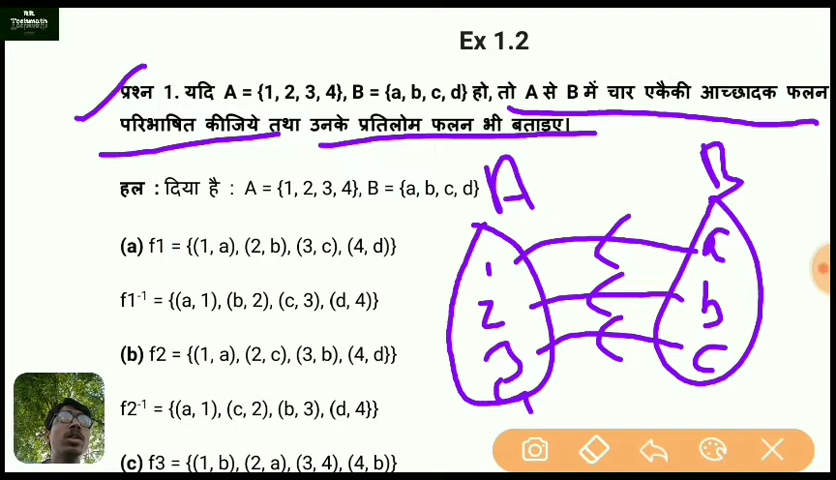 RR
Techmath
Ex 1.2
प्रश्न 1. यदि A = {1, 2, 3, 4}, B = {a, b, c, d} हो, तो A से B में चार एकैकी आच्छादक फलन
परिभाषित कीजिये तथा उनके प्रतिलोम फलन भी बताइए।
हल : दिया है : A = {1, 2, 3, 4}, B = {a, b, c, d}
(a) f1 = {(1, a), (2, b), (3, c), (4, d)}
f1⁻¹ = {(a, 1), (b, 2), (c, 3), (d, 4)}
(b) f2 = {(1, a), (2, c), (3, b), (4, d}}
f2⁻¹ = {(a, 1), (c, 2), (b, 3), (d, 4}}
(c) f3 = {(1, b), (2, a), (3, 4), (4, b)}
A B
1 a
2 b
3 c
4